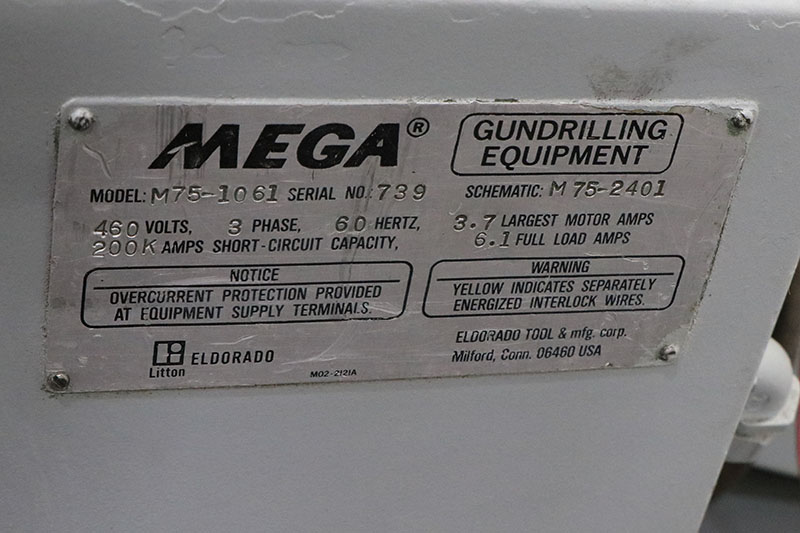 MEGA®
GUNDRILLING
EQUIPMENT
MODEL: M75-1061 SERIAL NO.: 739 SCHEMATIC: M 75-2401
460 VOLTS, 3 PHASE, 60 HERTZ, 3.7 LARGEST MOTOR AMPS
200K AMPS SHORT-CIRCUIT CAPACITY, 6.1 FULL LOAD AMPS
NOTICE
OVERCURRENT PROTECTION PROVIDED
AT EQUIPMENT SUPPLY TERMINALS.
WARNING
YELLOW INDICATES SEPARATELY
ENERGIZED INTERLOCK WIRES.
Litton
ELDORADO
M02-2121A
ELDORADO TOOL & mfg. corp.
Milford, Conn. 06460 USA